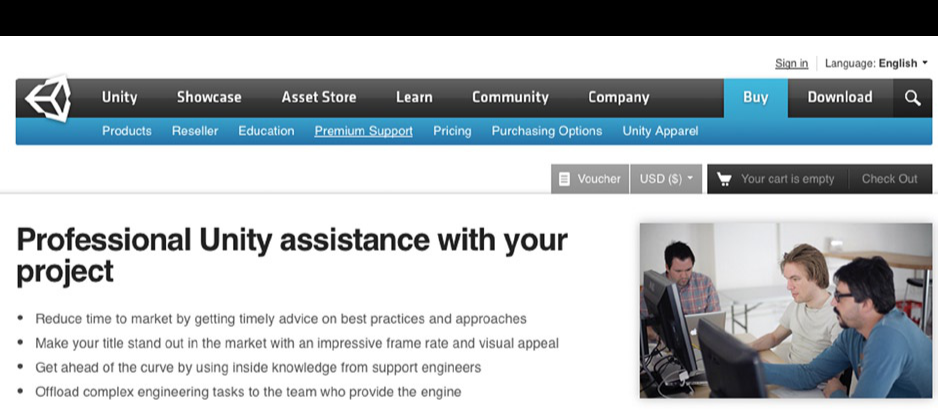 Sign in Language: English
Unity Showcase Asset Store Learn Community Company Buy Download
Products Reseller Education Premium Support Pricing Purchasing Options Unity Apparel
Voucher USD ($) Your cart is empty Check Out
Professional Unity assistance with your
project
• Reduce time to market by getting timely advice on best practices and approaches
• Make your title stand out in the market with an impressive frame rate and visual appeal
• Get ahead of the curve by using inside knowledge from support engineers
• Offload complex engineering tasks to the team who provide the engine